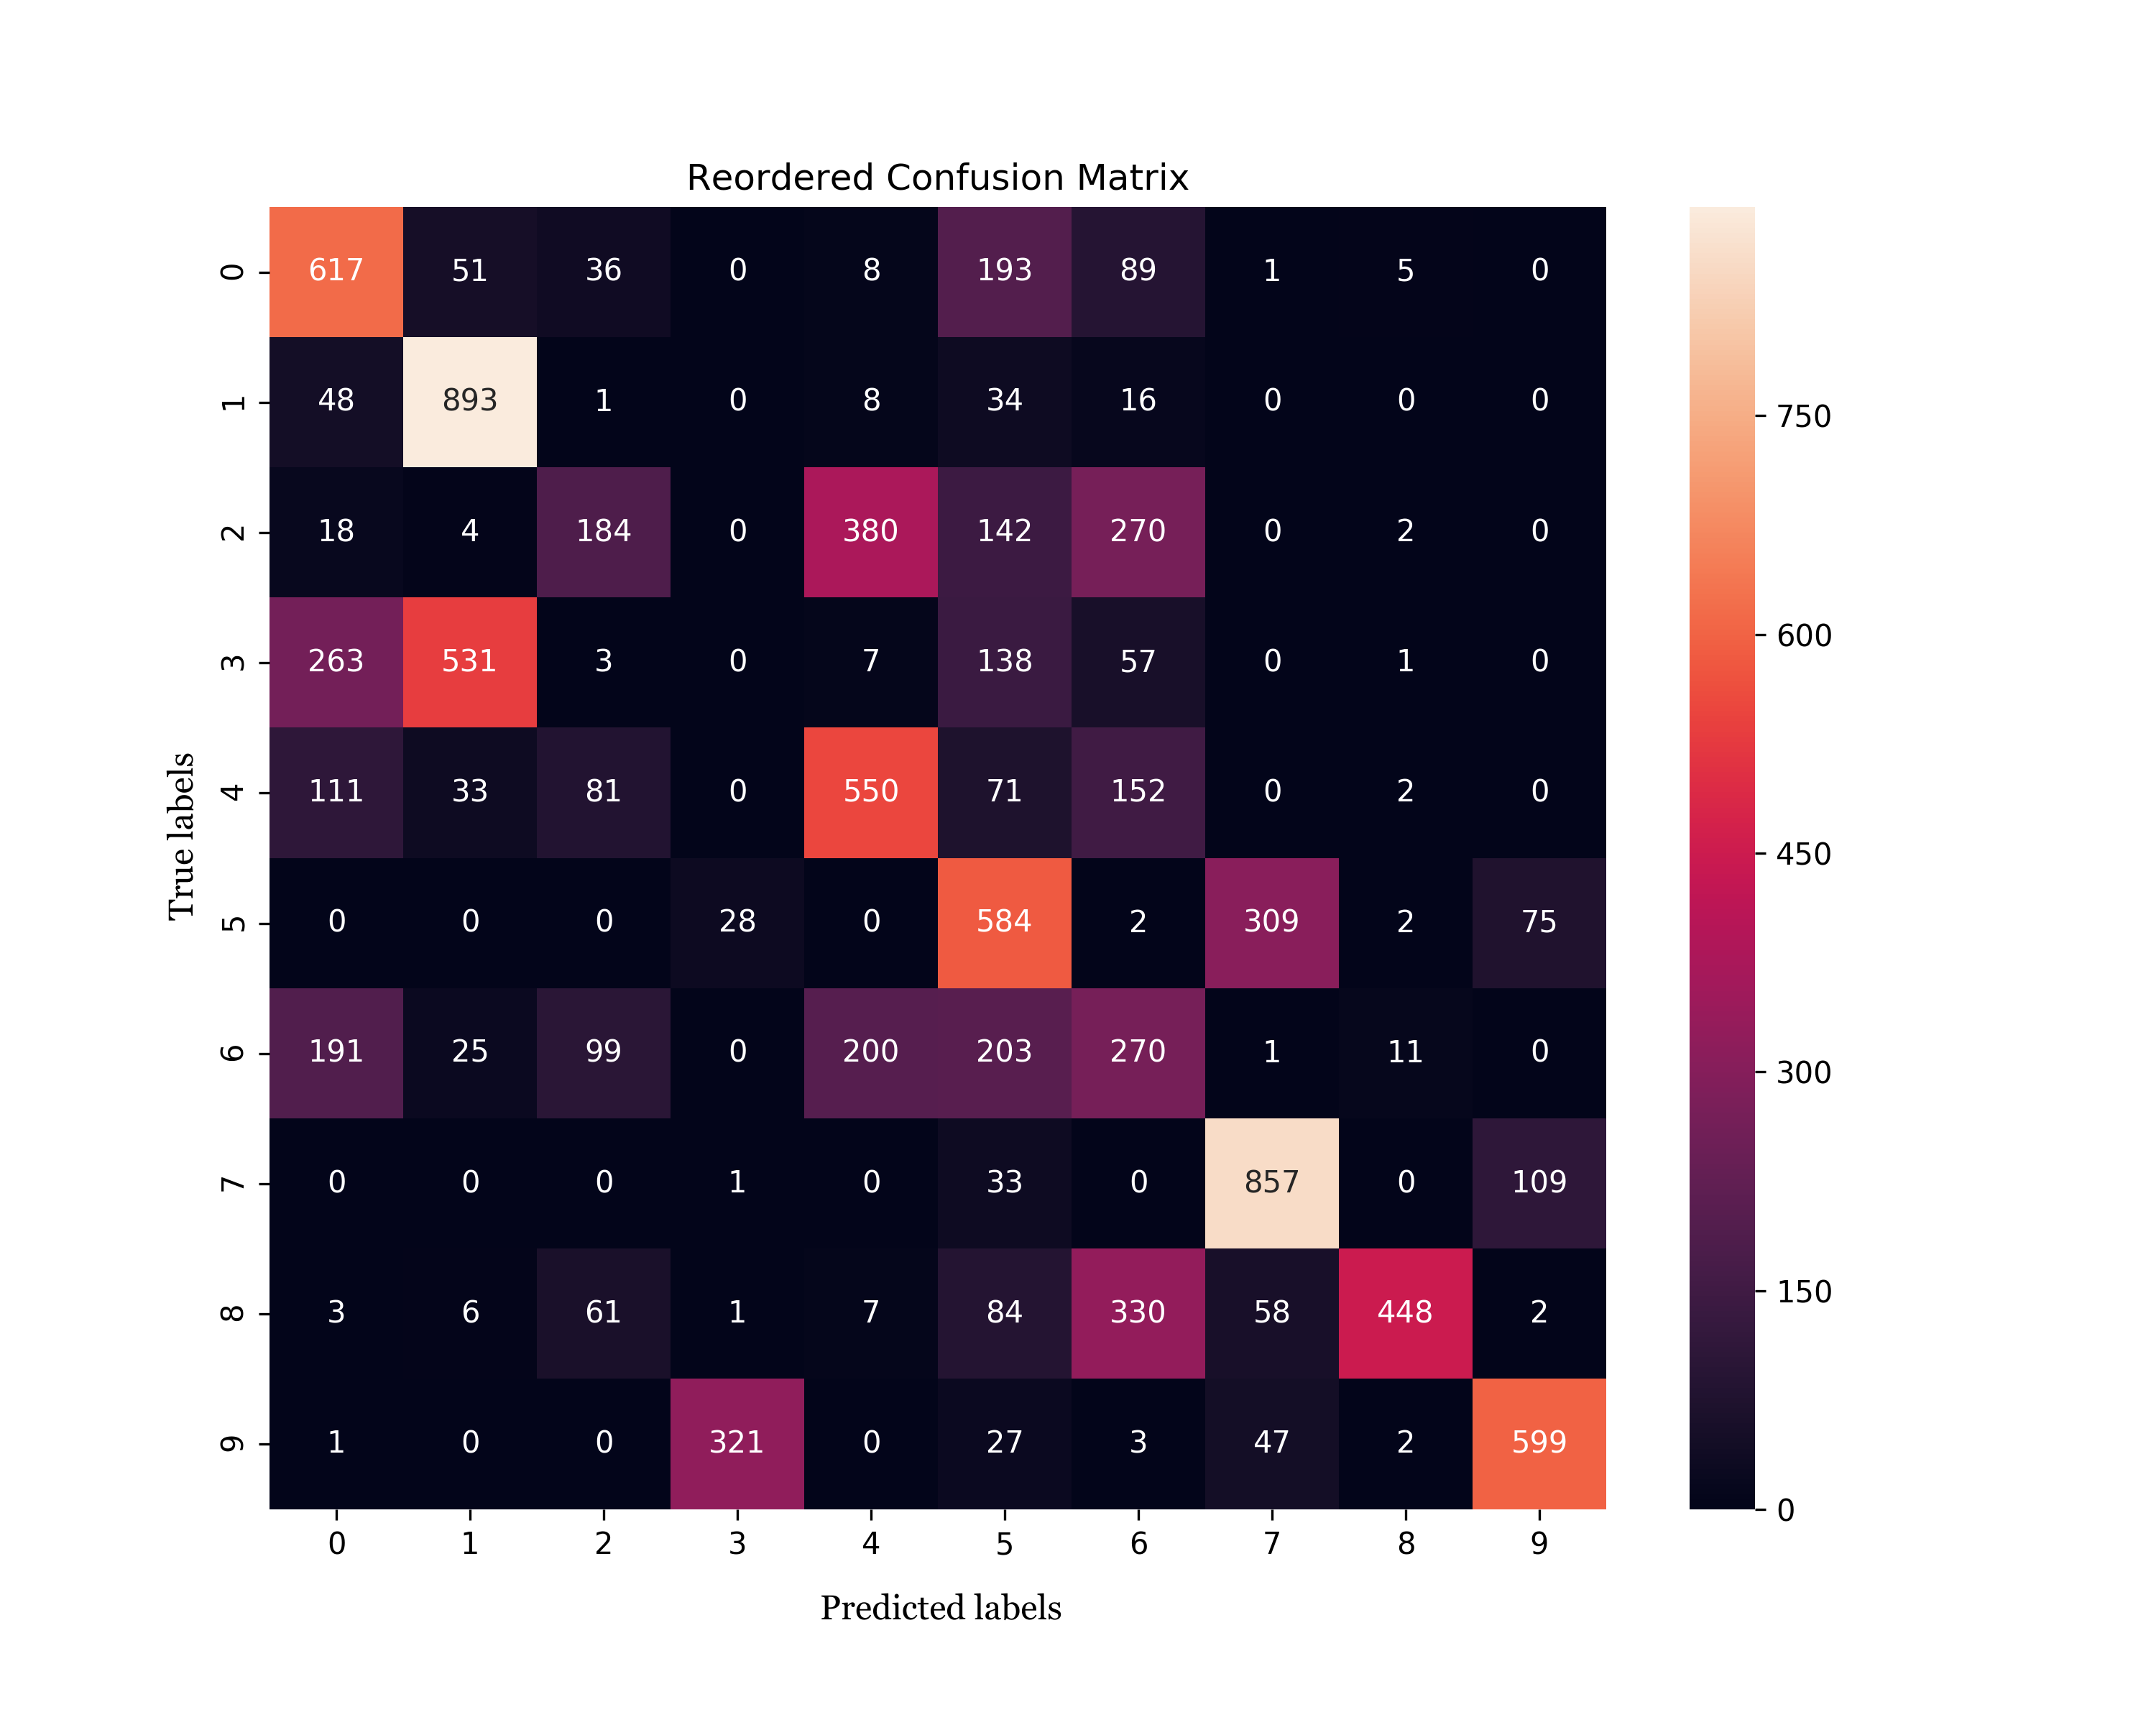 Reordered Confusion Matrix
0 617 51 36 0 8 193 89 1 5 0
1 48 893 1 0 8 34 16 0 0 0
2 18 4 184 0 380 142 270 0 2 0
3 263 531 3 0 7 138 57 0 1 0
4 111 33 81 0 550 71 152 0 2 0
5 0 0 0 28 0 584 2 309 2 75
6 191 25 99 0 200 203 270 1 11 0
7 0 0 0 1 0 33 0 857 0 109
8 3 6 61 1 7 84 330 58 448 2
9 1 0 0 321 0 27 3 47 2 599
0 1 2 3 4 5 6 7 8 9
Predicted labels
True labels
750
600
450
300
150
0